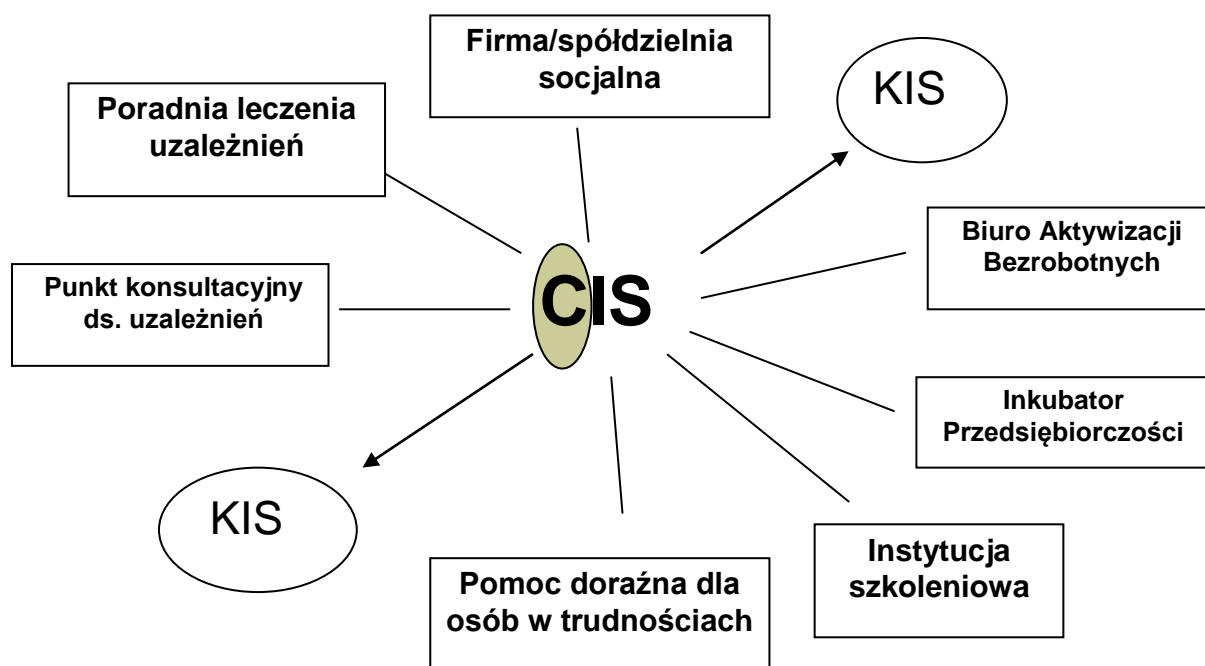 Firma/spółdzielnia
socjalna
KIS
Poradnia leczenia
uzależnień
Biuro Aktywizacji
Bezrobotnych
Punkt konsultacyjny
ds. uzależnień
CIS
Inkubator
Przedsiębiorczości
KIS
Instytucja
szkoleniowa
Pomoc doraźna dla
osób w trudnościach